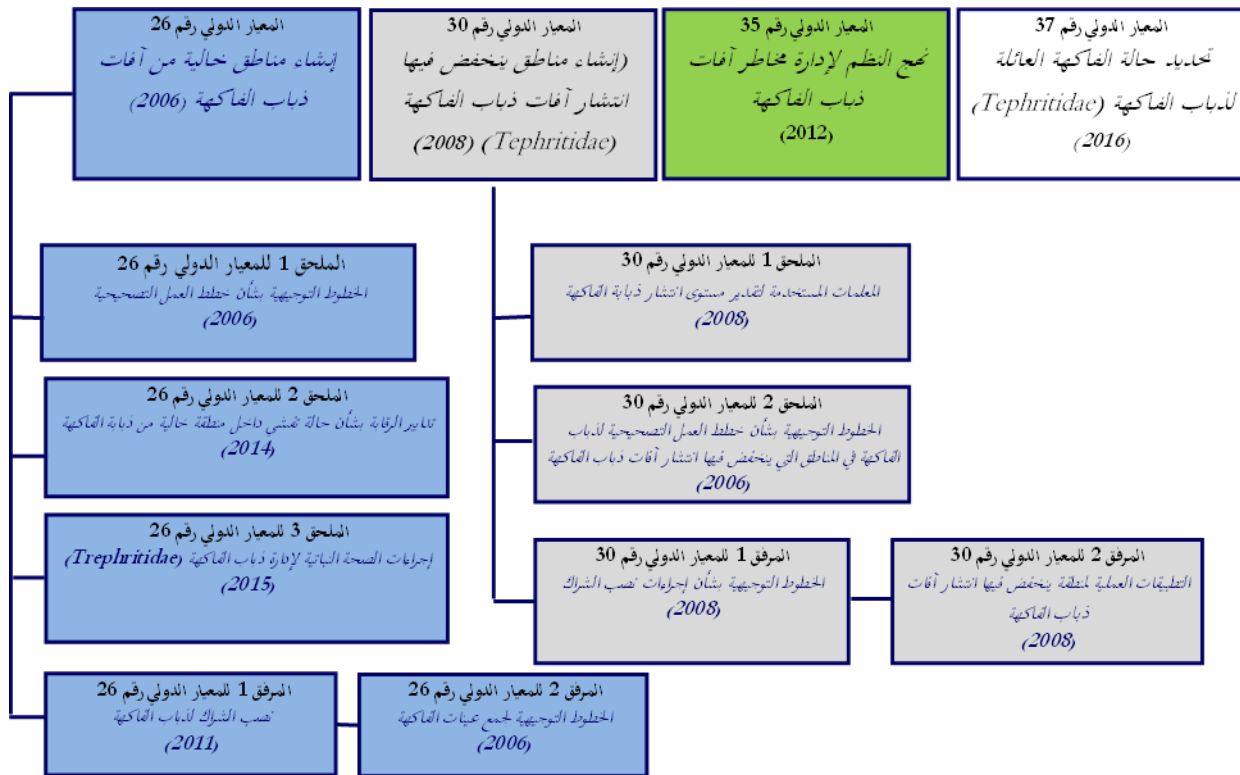 المعيار الدولي رقم 26
إنشاء مناطق خالية من آفات
ذباب الفاكهة (2006)
المعيار الدولي رقم 30
(إنشاء مناطق ينخفض فيها
انتشار آفات ذباب الفاكهة
(Tephritidae) (2008)
المعيار الدولي رقم 35
نهج النظم لإدارة مخاطر آفات
ذباب الفاكهة
(2012)
المعيار الدولي رقم 37
تحديد حالة الفاكهة العائلة
لذباب الفاكهة (Tephritidae)
(2016)
الملحق 1 للمعيار الدولي رقم 26
الخطوط التوجيهية بشأن خطط العمل التصحيحية
(2006)
الملحق 2 للمعيار الدولي رقم 26
تدابير الرقابة بشأن حالة تفشي داخل منطقة خالية من ذبابة الفاكهة
(2014)
الملحق 3 للمعيار الدولي رقم 26
إجراءات الصحة النباتية لإدارة ذباب الفاكهة (Trephritidae)
(2015)
المرفق 1 للمعيار الدولي رقم 26
نصب الشراك لذباب الفاكهة
(2011)
المرفق 2 للمعيار الدولي رقم 26
الخطوط التوجيهية لجمع عينات الفاكهة
(2006)
الملحق 1 للمعيار الدولي رقم 30
المعلمات المستخدمة لتقدير مستوى انتشار ذبابة الفاكهة
(2008)
الملحق 2 للمعيار الدولي رقم 30
الخطوط التوجيهية بشأن خطط العمل التصحيحية لذباب
الفاكهة في المناطق التي ينخفض فيها انتشار آفات ذباب الفاكهة
(2006)
المرفق 1 للمعيار الدولي رقم 30
الخطوط التوجيهية بشأن إجراءات نصب الشراك
(2008)
المرفق 2 للمعيار الدولي رقم 30
التطبيقات العملية لمنطقة ينخفض فيها انتشار آفات
ذباب الفاكهة
(2008)